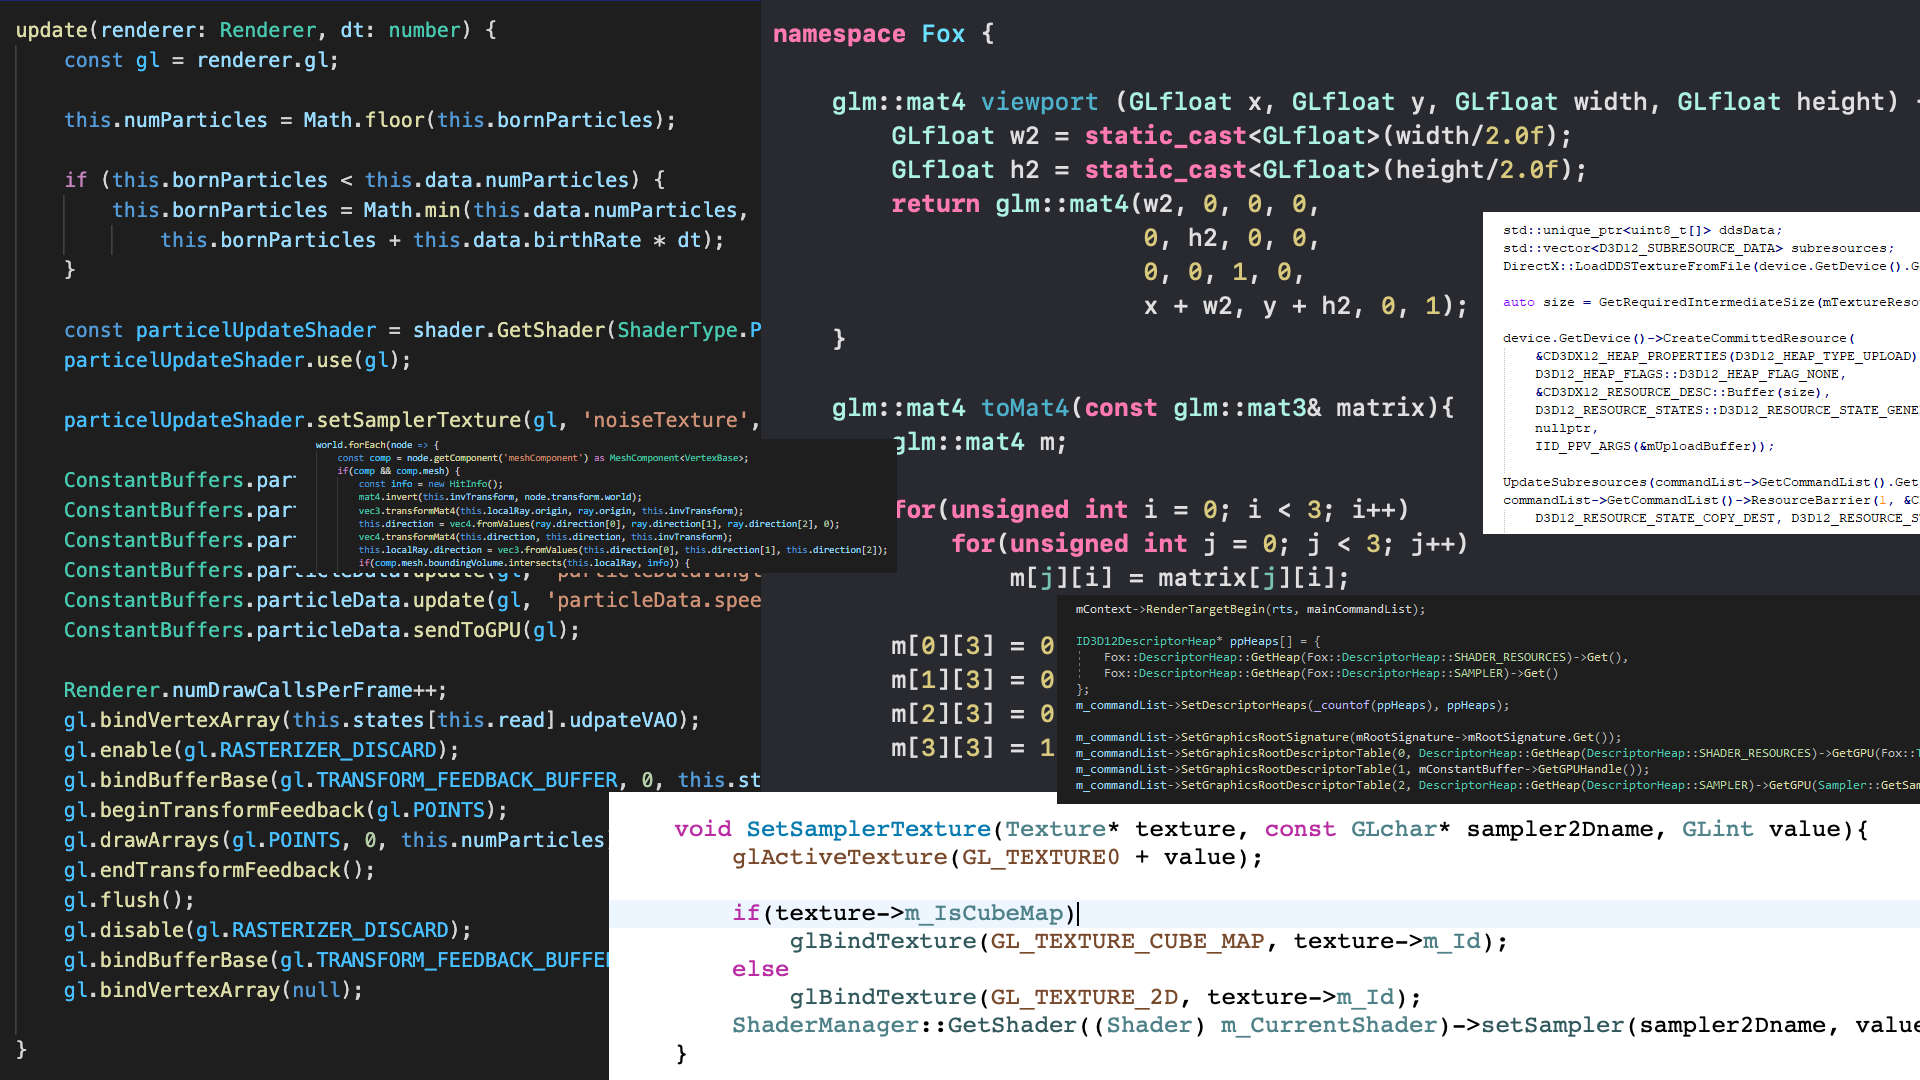 update(renderer: Renderer, dt: number) {
const gl = renderer.gl;
this.numParticles = Math.floor(this.bornParticles);
if (this.bornParticles < this.data.numParticles) {
this.bornParticles = Math.min(this.data.numParticles,
this.bornParticles + this.data.birthRate * dt);
}
const particelUpdateShader = shader.GetShader(ShaderType.P
particelUpdateShader.use(gl);
particelUpdateShader.setSamplerTexture(gl, 'noiseTexture',
ConstantBuffers.par
ConstantBuffers.par
ConstantBuffers.par
ConstantBuffers.particleData.update(gl, 'particleData.angl
ConstantBuffers.particleData.update(gl, 'particleData.spee
ConstantBuffers.particleData.sendToGPU(gl);
Renderer.numDrawCallsPerFrame++;
gl.bindVertexArray(this.states[this.read].udpateVAO);
gl.enable(gl.RASTERIZER_DISCARD);
gl.bindBufferBase(gl.TRANSFORM_FEEDBACK_BUFFER, 0, this.st
gl.beginTransformFeedback(gl.POINTS);
gl.drawArrays(gl.POINTS, 0, this.numParticles)
gl.endTransformFeedback();
gl.flush();
gl.disable(gl.RASTERIZER_DISCARD);
gl.bindBufferBase(gl.TRANSFORM_FEEDBACK_BUFFE
gl.bindVertexArray(null);
}
world.forEach(node => {
const comp = node.getComponent('meshComponent') as MeshComponent<VertexBase>;
if(comp && comp.mesh) {
const info = new HitInfo();
mat4.invert(this.invTransform, node.transform.world);
vec3.transformMat4(this.localRay.origin, ray.origin, this.invTransform);
this.direction = vec4.fromValues(ray.direction[0], ray.direction[1], ray.direction[2], 0);
vec4.transformMat4(this.direction, this.direction, this.invTransform);
this.localRay.direction = vec3.fromValues(this.direction[0], this.direction[1], this.direction[2]);
if(comp.mesh.boundingVolume.intersects(this.localRay, info)) {
namespace Fox {
glm::mat4 viewport (GLfloat x, GLfloat y, GLfloat width, GLfloat height)
GLfloat w2 = static_cast<GLfloat>(width/2.0f);
GLfloat h2 = static_cast<GLfloat>(height/2.0f);
return glm::mat4(w2, 0, 0, 0,
0, h2, 0, 0,
0, 0, 1, 0,
x + w2, y + h2, 0, 1);
}
glm::mat4 toMat4(const glm::mat3& matrix){
glm::mat4 m;
for(unsigned int i = 0; i < 3; i++)
for(unsigned int j = 0; j < 3; j++)
m[j][i] = matrix[j][i];
m[0][3] = 0
m[1][3] = 0
m[2][3] = 0
m[3][3] = 1
std::unique_ptr<uint8_t[]> ddsData;
std::vector<D3D12_SUBRESOURCE_DATA> subresources;
DirectX::LoadDDSTextureFromFile(device.GetDevice().G
auto size = GetRequiredIntermediateSize(mTextureReso
device.GetDevice()->CreateCommittedResource(
&CD3DX12_HEAP_PROPERTIES(D3D12_HEAP_TYPE_UPLOAD)
D3D12_HEAP_FLAGS::D3D12_HEAP_FLAG_NONE,
&CD3DX12_RESOURCE_DESC::Buffer(size),
D3D12_RESOURCE_STATES::D3D12_RESOURCE_STATE_GENE
nullptr,
IID_PPV_ARGS(&mUploadBuffer));
UpdateSubresources(commandList->GetCommandList().Get
commandList->GetCommandList()->ResourceBarrier(1, &C
D3D12_RESOURCE_STATE_COPY_DEST, D3D12_RESOURCE_S
mContext->RenderTargetBegin(rts, mainCommandList);
ID3D12DescriptorHeap* ppHeaps[] = {
Fox::DescriptorHeap::GetHeap(Fox::DescriptorHeap::SHADER_RESOURCES)->Get(),
Fox::DescriptorHeap::GetHeap(Fox::DescriptorHeap::SAMPLER)->Get()
};
m_commandList->SetDescriptorHeaps(_countof(ppHeaps), ppHeaps);
m_commandList->SetGraphicsRootSignature(mRootSignature->mRootSignature.Get());
m_commandList->SetGraphicsRootDescriptorTable(0, DescriptorHeap::GetHeap(DescriptorHeap::SHADER_RESOURCES)->GetGPU(Fox::T
m_commandList->SetGraphicsRootDescriptorTable(1, mConstantBuffer->GetGPUHandle());
m_commandList->SetGraphicsRootDescriptorTable(2, DescriptorHeap::GetHeap(DescriptorHeap::SAMPLER)->GetGPU(Sampler::GetSam
void SetSamplerTexture(Texture* texture, const GLchar* sampler2Dname, GLint value){
glActiveTexture(GL_TEXTURE0 + value);
if(texture->m_IsCubeMap)
glBindTexture(GL_TEXTURE_CUBE_MAP, texture->m_Id);
else
glBindTexture(GL_TEXTURE_2D, texture->m_Id);
ShaderManager::GetShader((Shader) m_CurrentShader)->setSampler(sampler2Dname, value
}